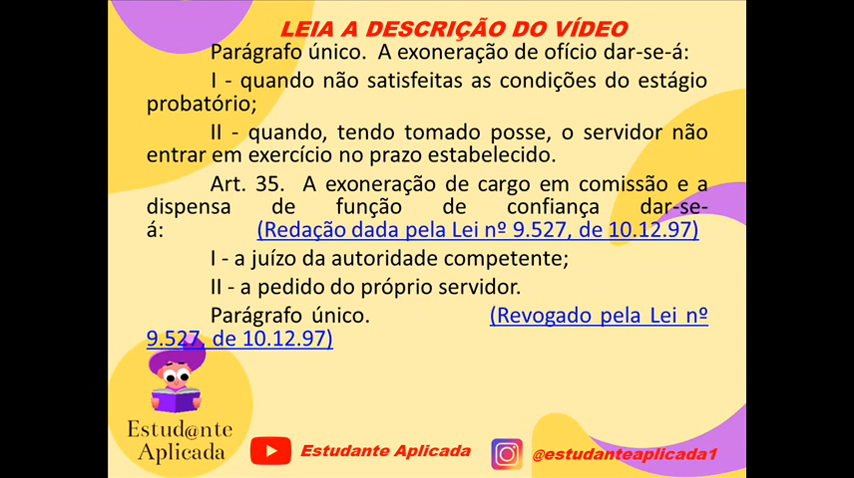 LEIA A DESCRIÇÃO DO VÍDEO
Parágrafo único. A exoneração de ofício dar-se-á:
I - quando não satisfeitas as condições do estágio
probatório;
II - quando, tendo tomado posse, o servidor não
entrar em exercício no prazo estabelecido.
Art. 35. A exoneração de cargo em comissão e a
dispensa de função de confiança dar-se-
á: (Redação dada pela Lei nº 9.527, de 10.12.97)
I - a juízo da autoridade competente;
II - a pedido do próprio servidor.
Parágrafo único. (Revogado pela Lei nº
9.527, de 10.12.97)
Estud@nte
Aplicada
Estudante Aplicada
@estudanteaplicada1